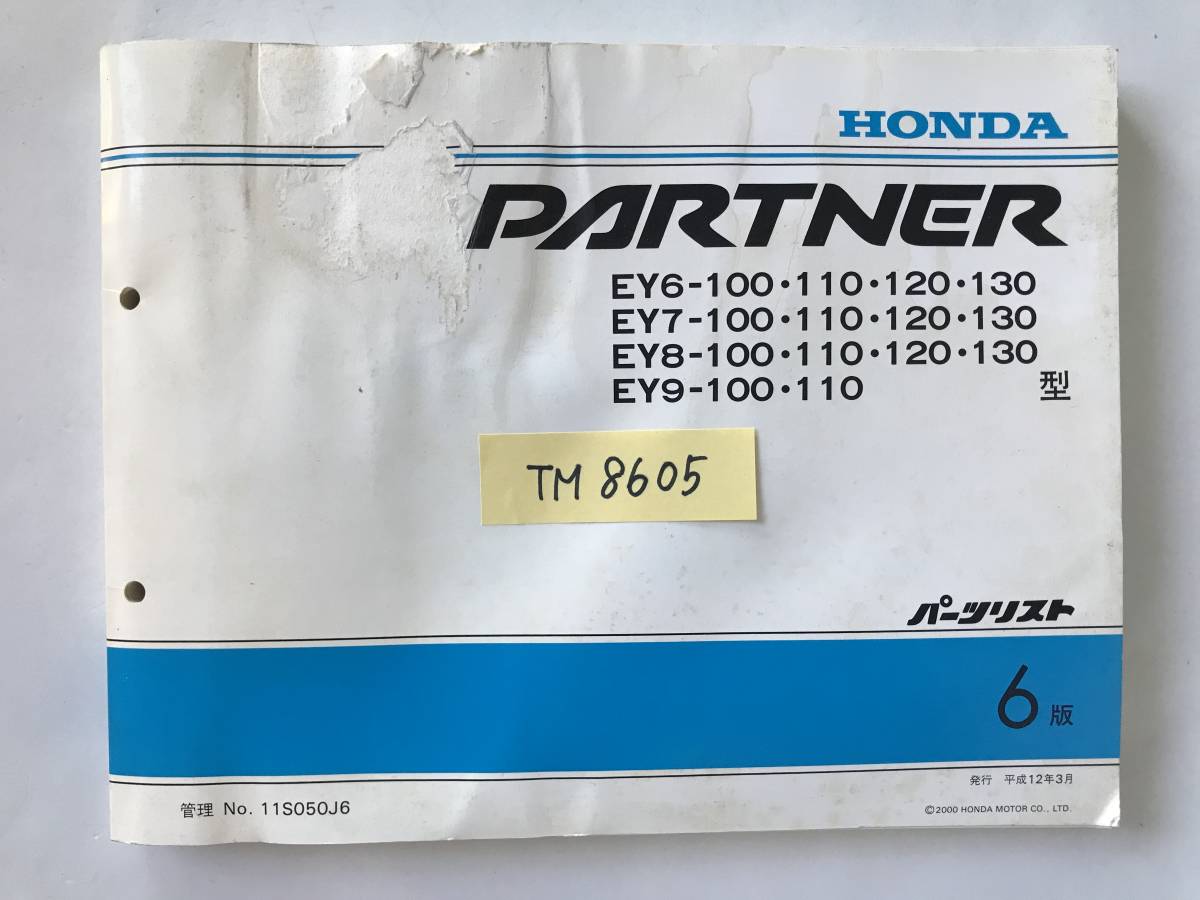 HONDA
PARTNER
EY6-100・110・120・130
EY7-100・110・120・130
EY8-100・110・120・130
EY9-100・110 型
TM 8605
パーツリスト
6版
発行 平成12年3月
管理 No. 11S050J6
©2000 HONDA MOTOR CO., LTD.